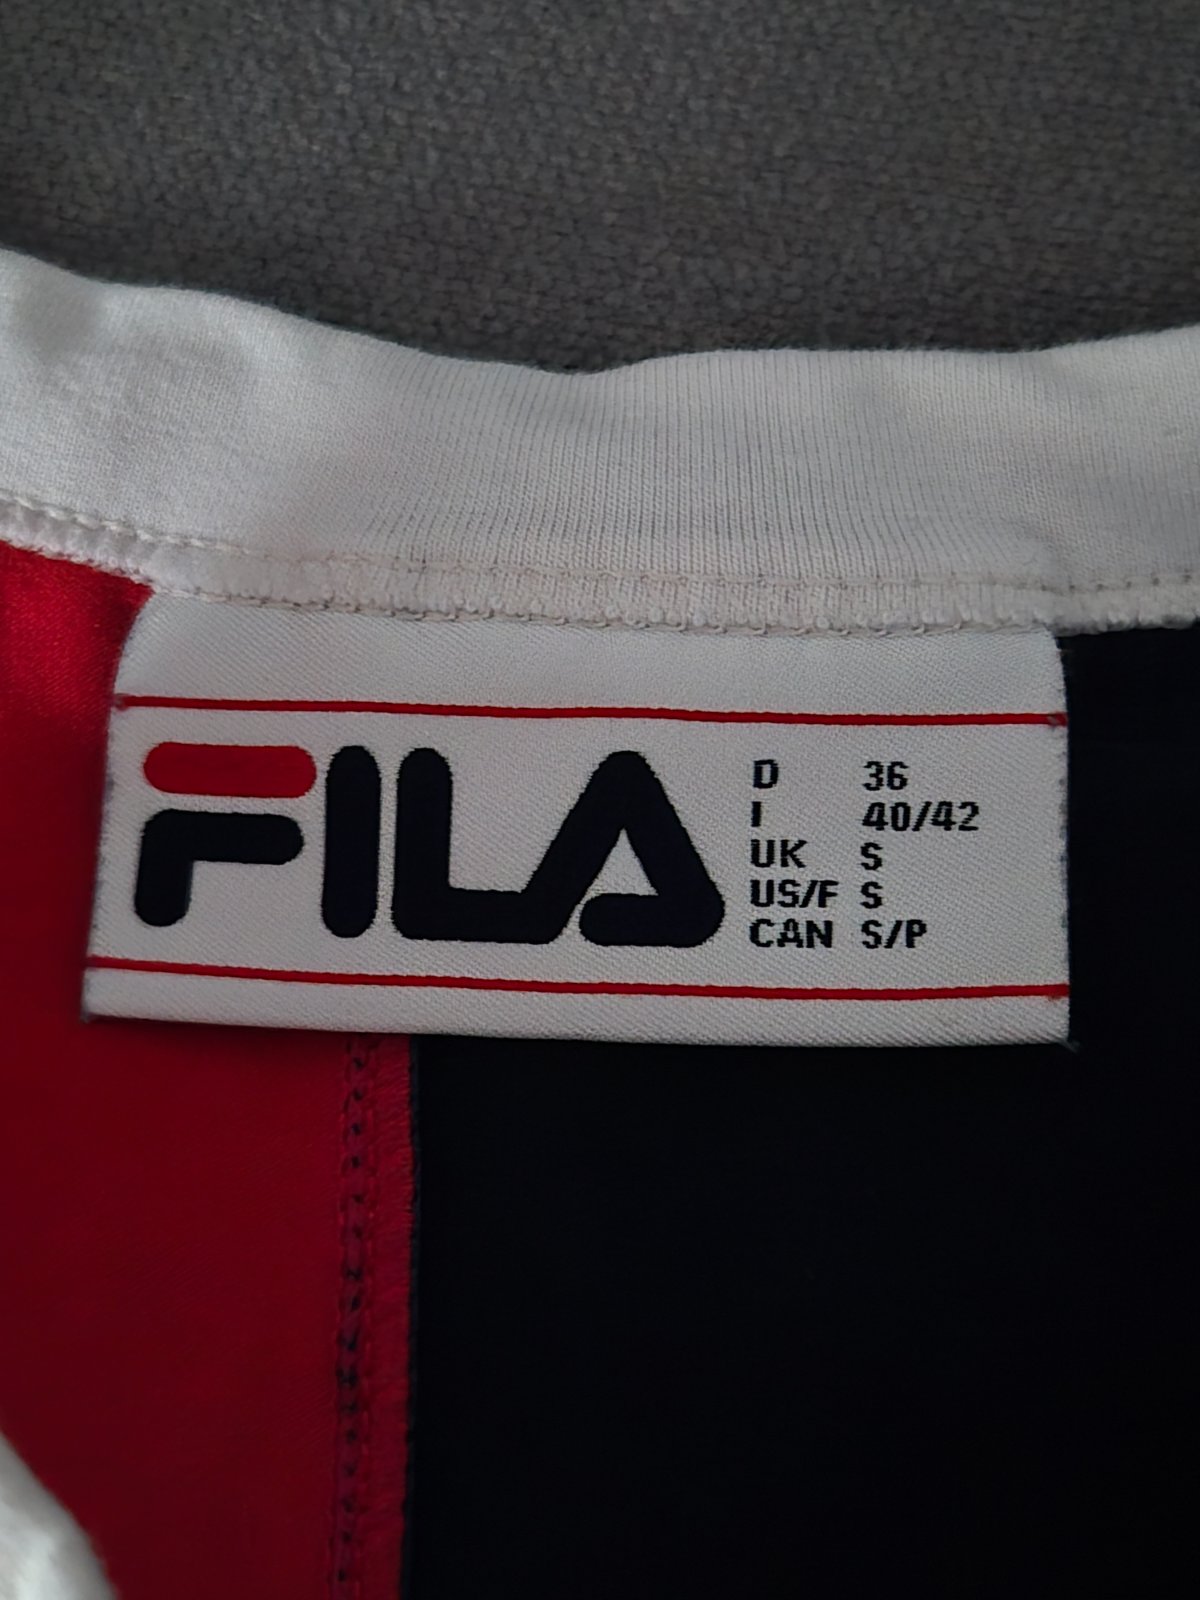 FILA
D 36
I 40/42
UK S
US/F S
CAN S/P